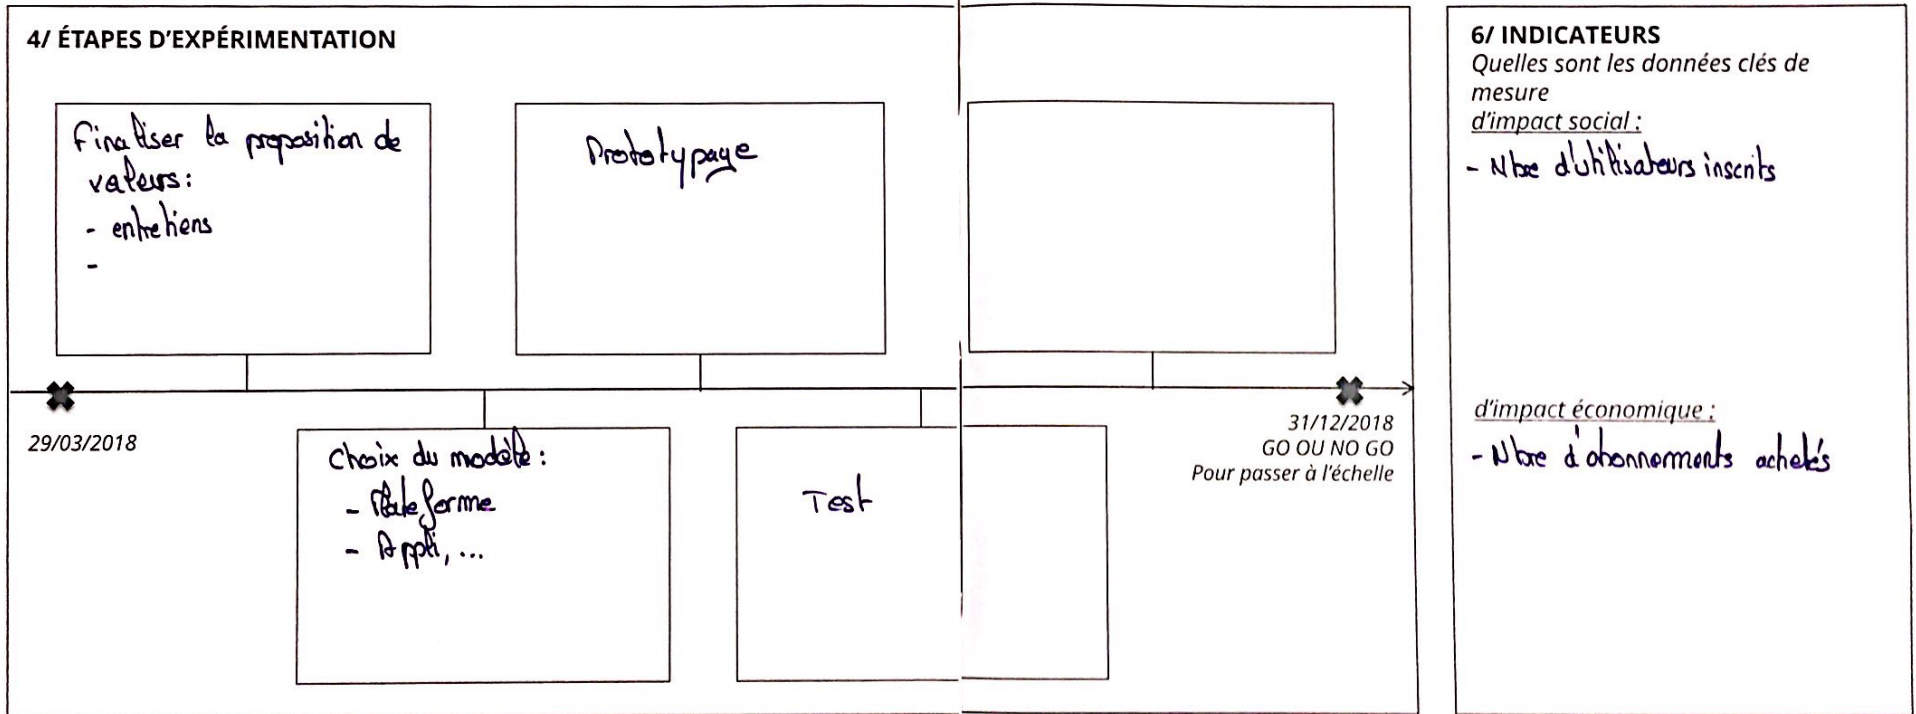 4/ ÉTAPES D'EXPÉRIMENTATION
Finaliser la proposition de
valeurs:
- entretiens
-
Prototypage
29/03/2018
Choix du modèle:
- Plateforme
- Appli, ...
Test
31/12/2018
GO OU NO GO
Pour passer à l'échelle
6/ INDICATEURS
Quelles sont les données clés de
mesure
d'impact social :
- Nbre d'utilisateurs inscrits
d'impact économique :
- Nbre d'abonnements achetés